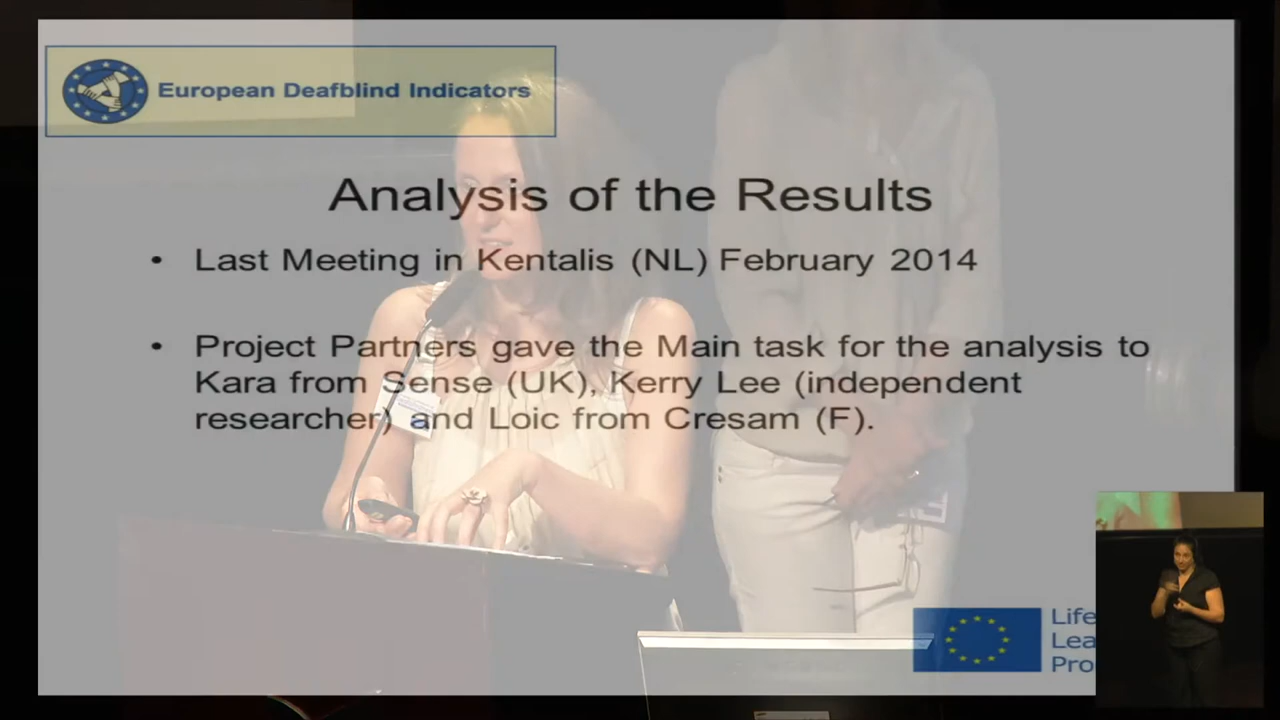 European Deafblind Indicators
Analysis of the Results
• Last Meeting in Kentalis (NL) February 2014
• Project Partners gave the Main task for the analysis to
Kara from Sense (UK), Kerry Lee (independent
researcher) and Loic from Cresam (F).
Life
Lea
Pro